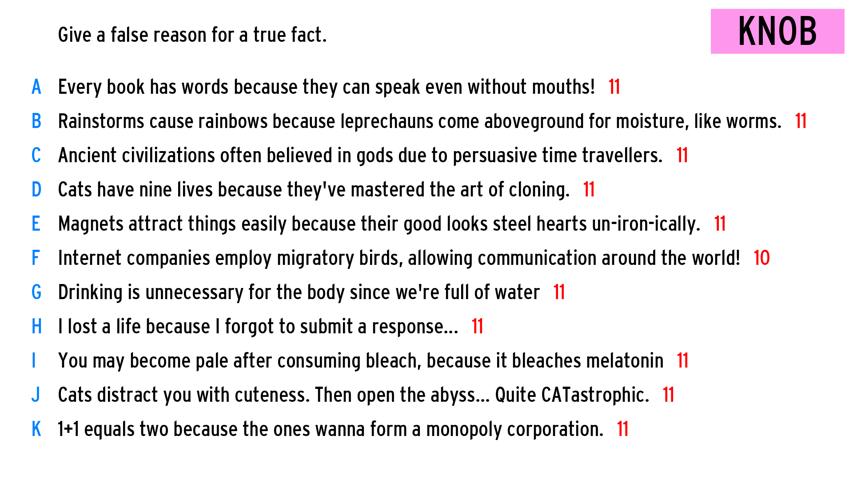 Give a false reason for a true fact.
KNOB
A Every book has words because they can speak even without mouths! 11
B Rainstorms cause rainbows because leprechauns come aboveground for moisture, like worms. 11
C Ancient civilizations often believed in gods due to persuasive time travellers. 11
D Cats have nine lives because they've mastered the art of cloning. 11
E Magnets attract things easily because their good looks steel hearts un-iron-ically. 11
F Internet companies employ migratory birds, allowing communication around the world! 10
G Drinking is unnecessary for the body since we're full of water 11
H I lost a life because I forgot to submit a response... 11
I You may become pale after consuming bleach, because it bleaches melatonin 11
J Cats distract you with cuteness. Then open the abyss... Quite CATastrophic. 11
K 1+1 equals two because the ones wanna form a monopoly corporation. 11